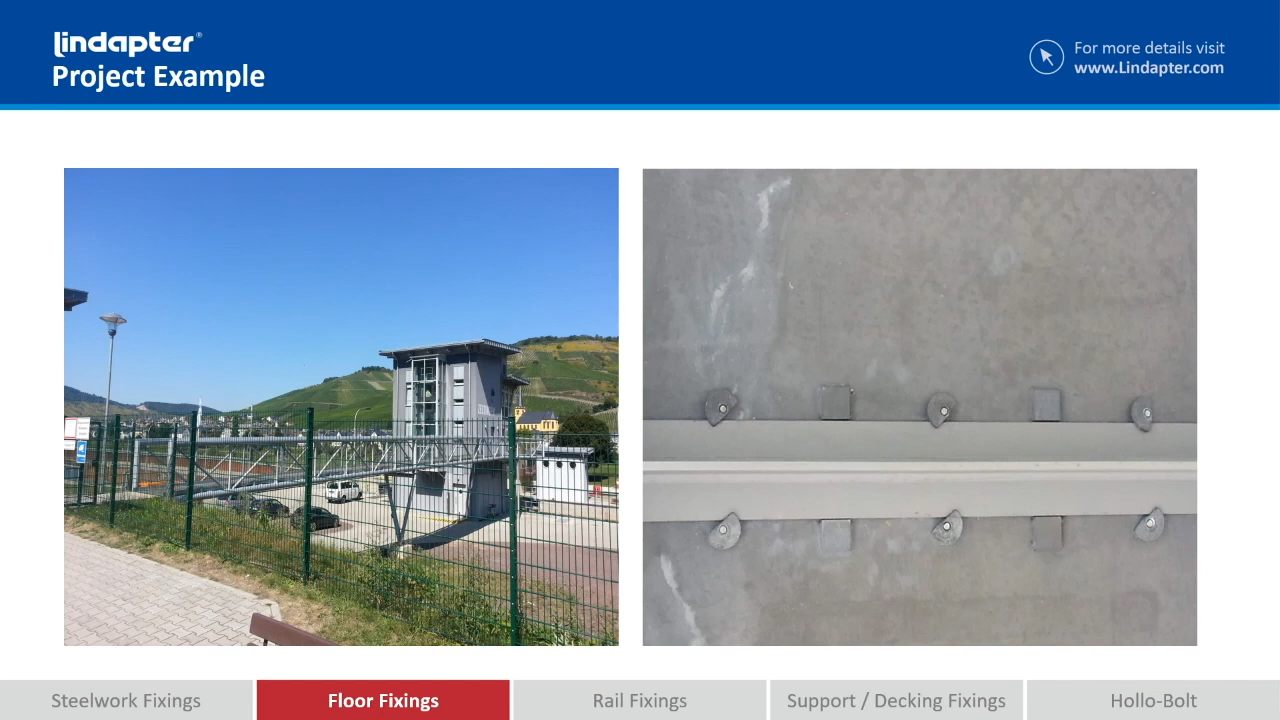 lindapter®
Project Example
For more details visit
www.Lindapter.com
Steelwork Fixings
Floor Fixings
Rail Fixings
Support / Decking Fixings
Hollo-Bolt